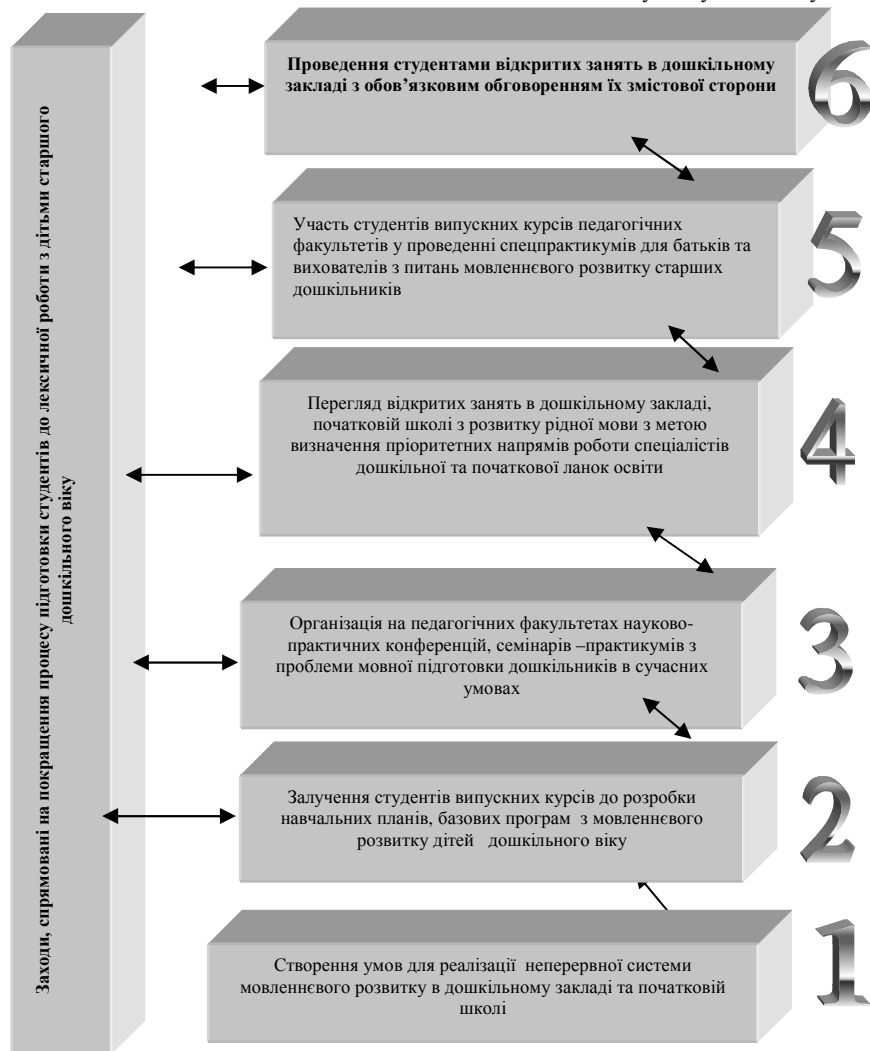 Проведення студентами відкритих занять в дошкільному
закладі з обов’язковим обговоренням їх змістової сторони
6
Участь студентів випускних курсів педагогічних
факультетів у проведенні спецпрактикумів для батьків та
вихователів з питань мовленнєвого розвитку старших
дошкільників
5
Перегляд відкритих занять в дошкільному закладі,
початковій школі з розвитку рідної мови з метою
визначення пріоритетних напрямів роботи спеціалістів
дошкільної та початкової ланок освіти
4
Організація на педагогічних факультетах науково-
практичних конференцій, семінарів –практикумів з
проблеми мовної підготовки дошкільників в сучасних
умовах
3
Залучення студентів випускних курсів до розробки
навчальних планів, базових програм з мовленнєвого
розвитку дітей дошкільного віку
2
Створення умов для реалізації неперервної системи
мовленнєвого розвитку в дошкільному закладі та початковій
школі
1
Заходи, спрямовані на покращення процесу підготовки студентів до лексичної роботи з дітьми старшого
дошкільного віку